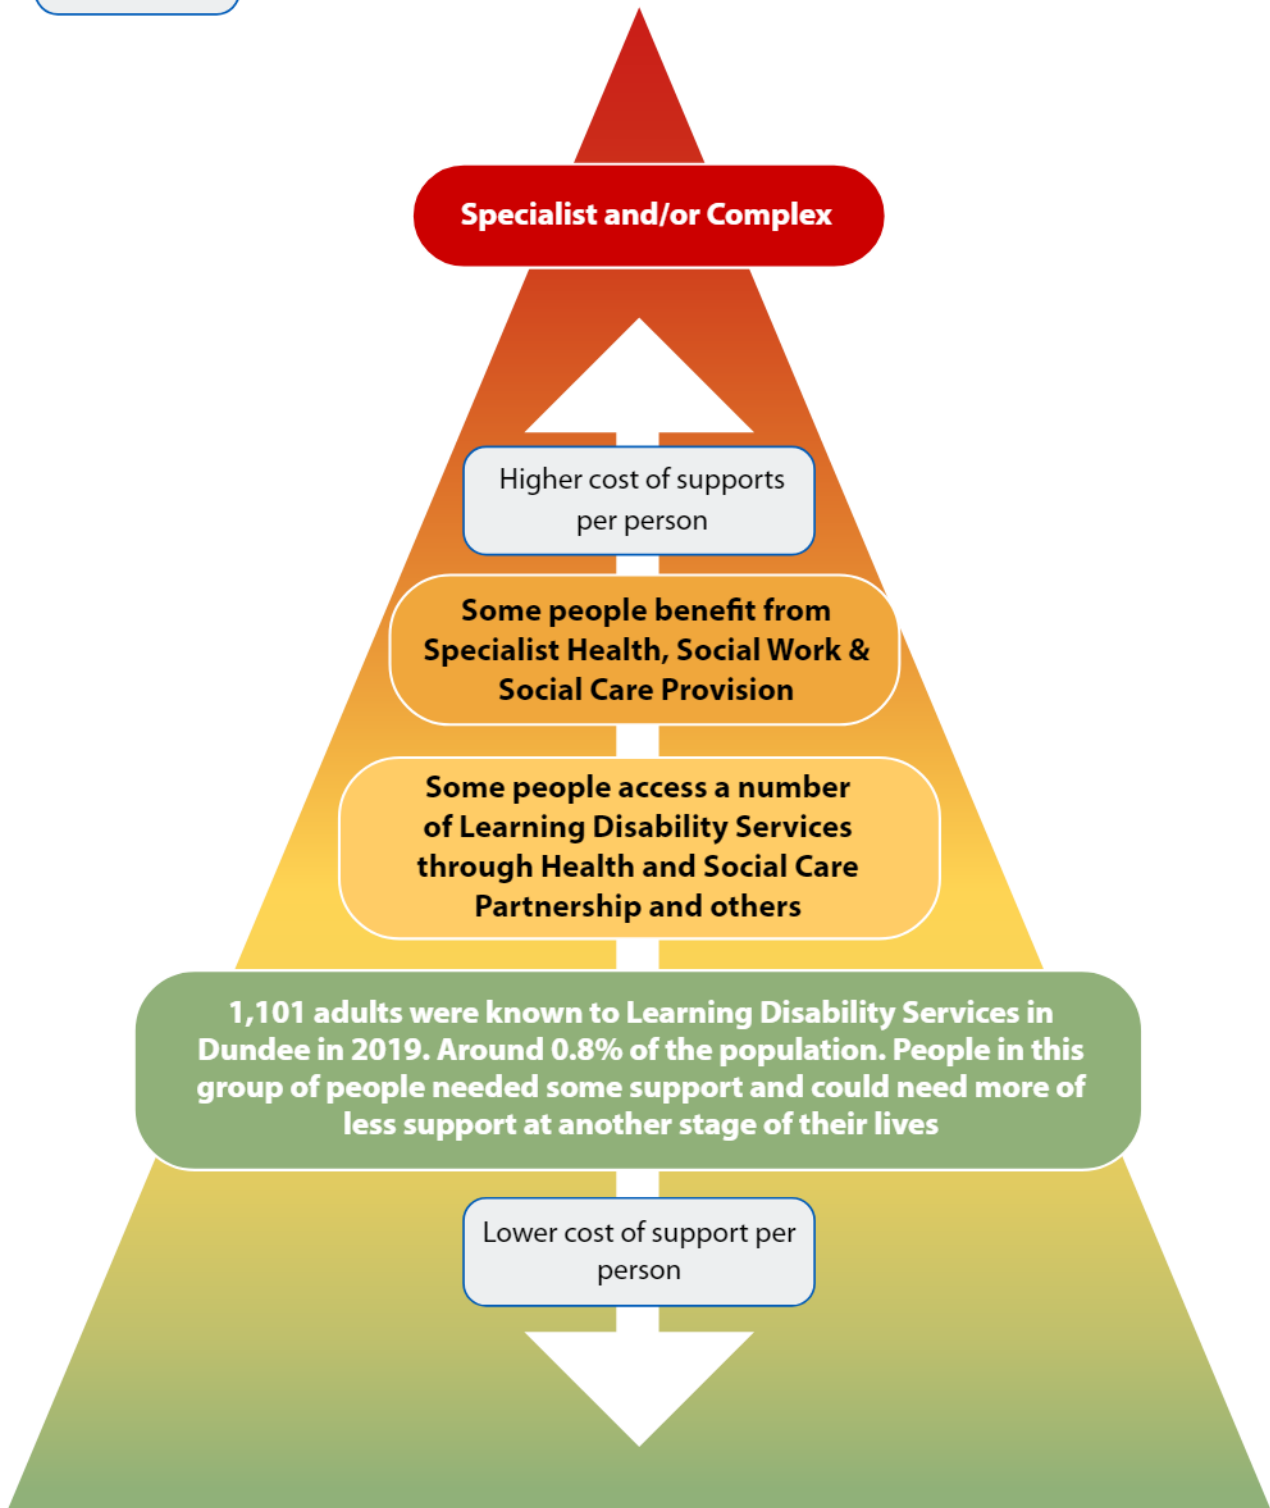 Specialist and/or Complex
Higher cost of supports
per person
Some people benefit from
Specialist Health, Social Work &
Social Care Provision
Some people access a number
of Learning Disability Services
through Health and Social Care
Partnership and others
1,101 adults were known to Learning Disability Services in
Dundee in 2019. Around 0.8% of the population. People in this
group of people needed some support and could need more of
less support at another stage of their lives
Lower cost of support per
person